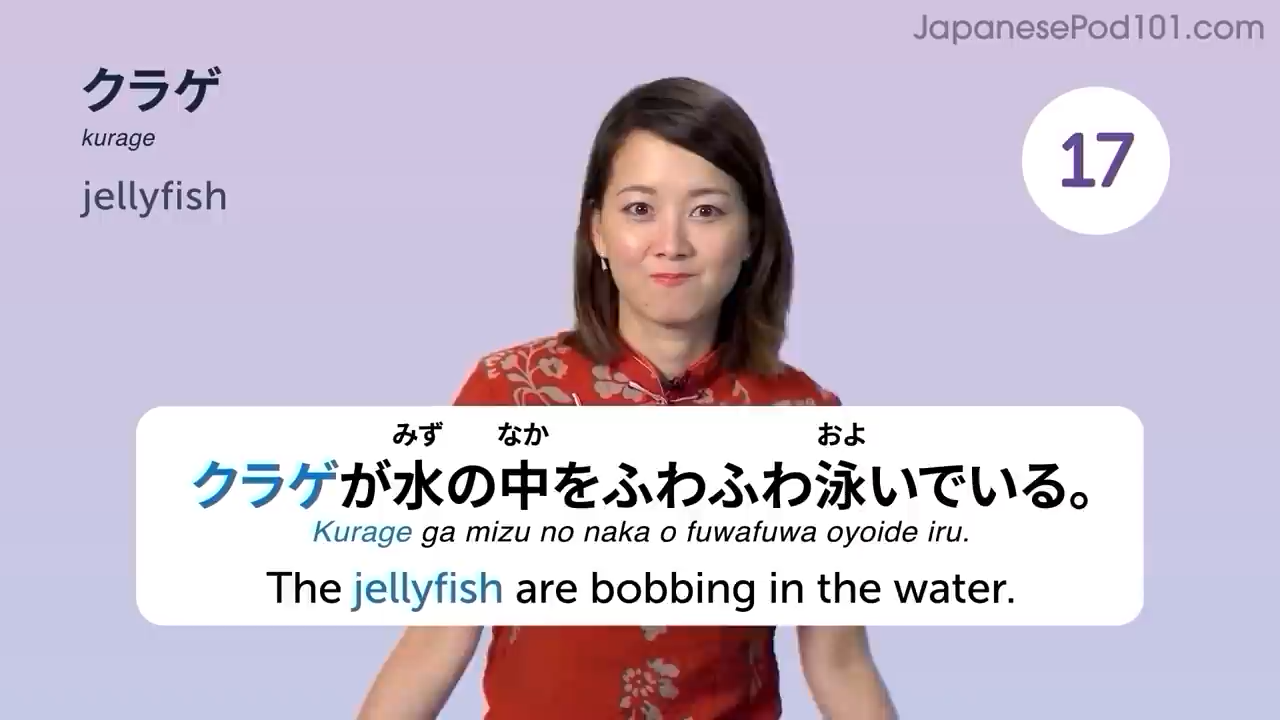 JapanesePod101.com
クラゲ
kurage
jellyfish
17
みず なか およ
クラゲが水の中をふわふわ泳いでいる。
Kurage ga mizu no naka o fuwafuwa oyoide iru.
The jellyfish are bobbing in the water.